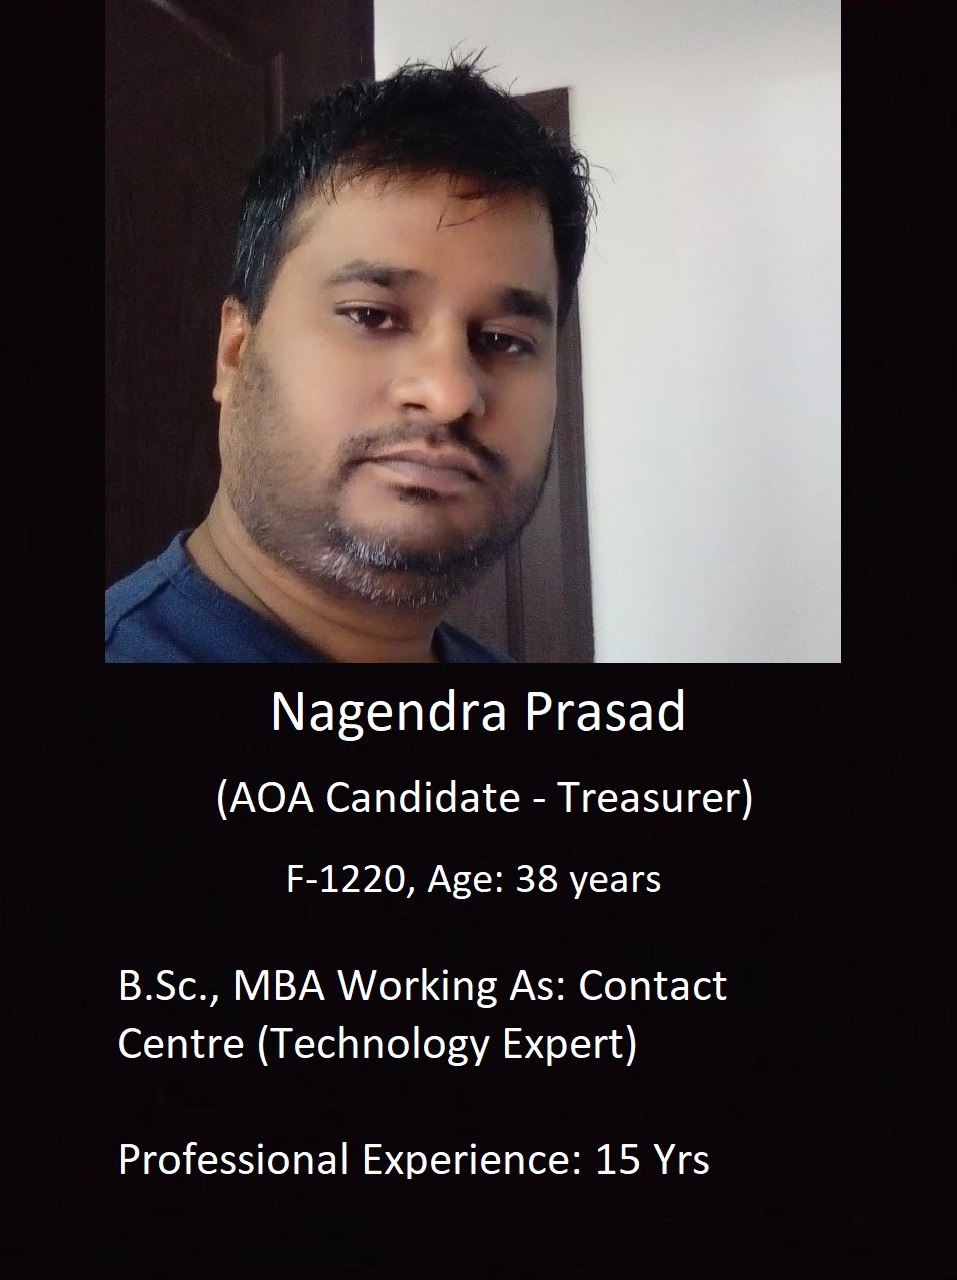 Nagendra Prasad
(AOA Candidate - Treasurer)
F-1220, Age: 38 years
B.Sc., MBA Working As: Contact
Centre (Technology Expert)
Professional Experience: 15 Yrs